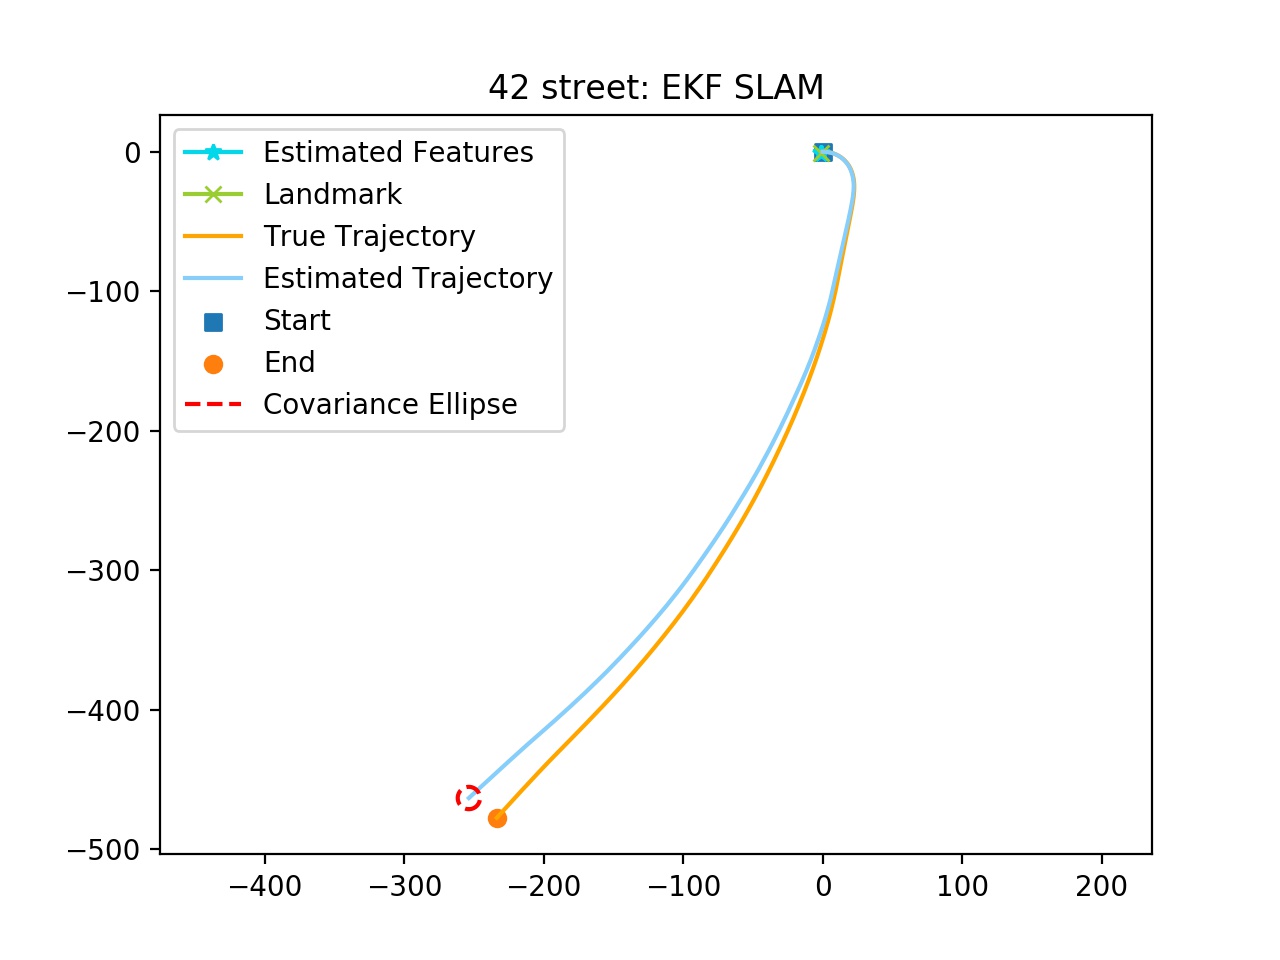 42 street: EKF SLAM
Estimated Features
Landmark
True Trajectory
Estimated Trajectory
Start
End
Covariance Ellipse
0
−100
−200
−300
−400
−500
−400 −300 −200 −100 0 100 200